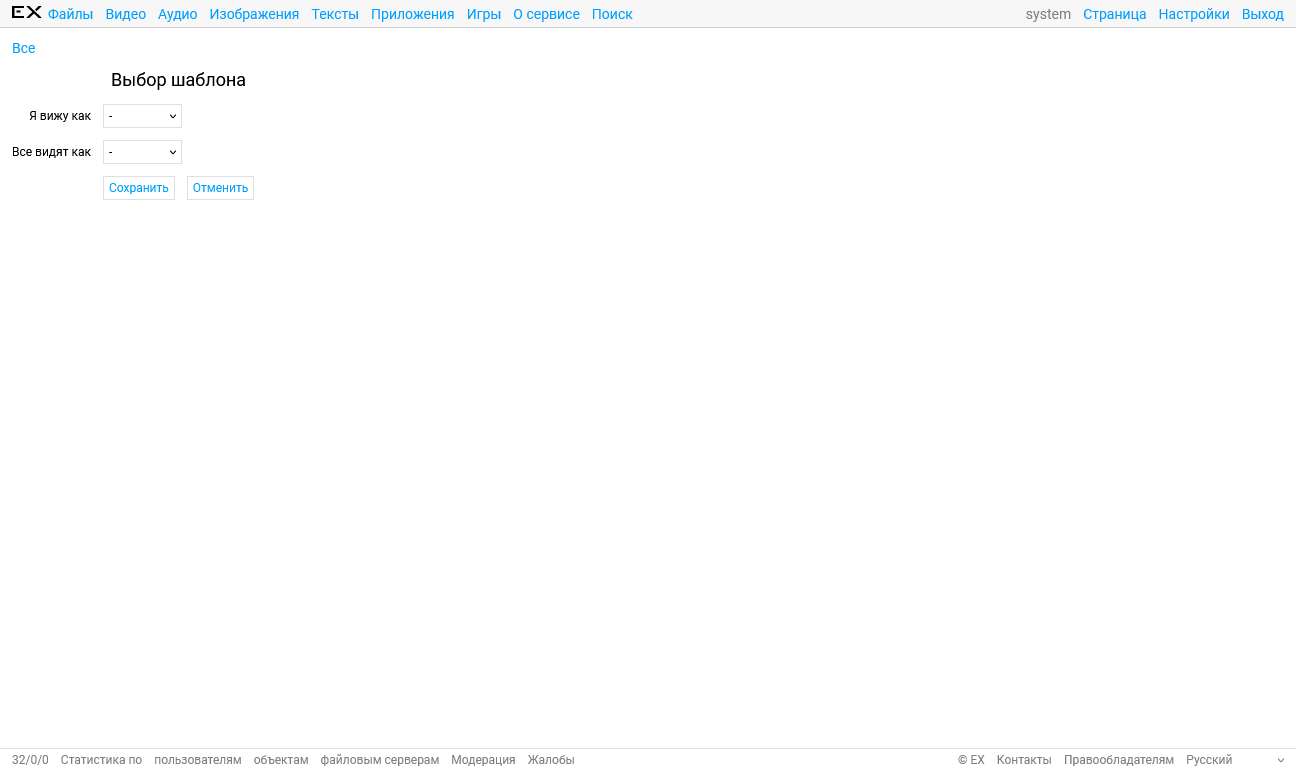 EX Файлы Видео Аудио Изображения Тексты Приложения Игры О сервисе Поиск system Страница Настройки Выход
Все
Выбор шаблона
Я вижу как -
Все видят как -
Сохранить Отменить
32/0/0 Статистика по пользователям объектам файловым серверам Модерация Жалобы © EX Контакты Правообладателям Русский